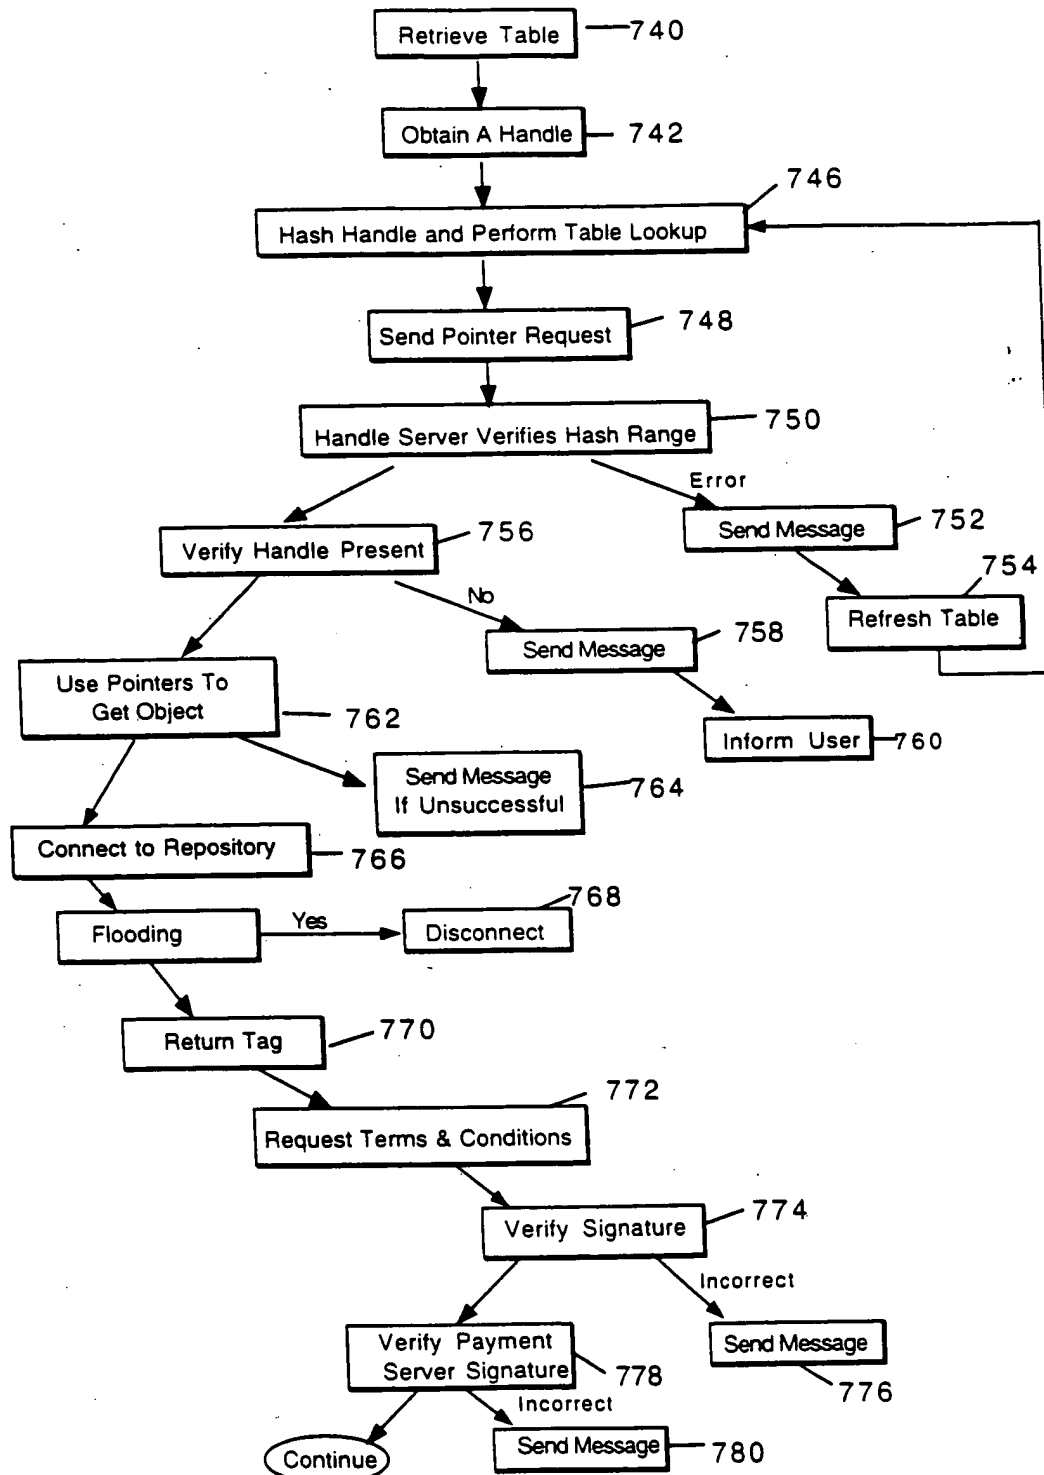 Retrieve Table 740
Obtain A Handle 742
746
Hash Handle and Perform Table Lookup
Send Pointer Request 748
Handle Server Verifies Hash Range 750
Error
Send Message 752
Verify Handle Present 756
754
Refresh Table
No
Send Message 758
Use Pointers To
Get Object 762
Inform User 760
Send Message
If Unsuccessful 764
Connect to Repository 766
768
Flooding Yes Disconnect
Return Tag 770
772
Request Terms & Conditions
Verify Signature 774
Incorrect
Send Message
776
Verify Payment
Server Signature 778
Incorrect
Continue
Send Message 780